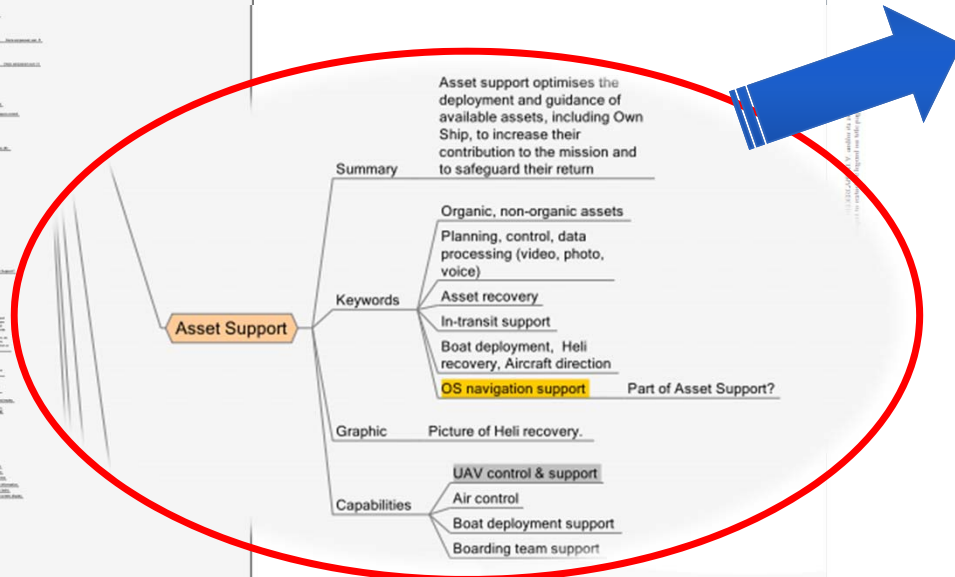 Asset support optimises the
deployment and guidance of
available assets, including Own
Ship, to increase their
contribution to the mission and
to safeguard their return
Summary
Organic, non-organic assets
Planning, control, data
processing (video, photo,
voice)
Keywords
Asset recovery
In-transit support
Asset Support
Boat deployment, Heli
recovery, Aircraft direction
OS navigation support Part of Asset Support?
Graphic Picture of Heli recovery.
UAV control & support
Capabilities
Air control
Boat deployment support
Boarding team support